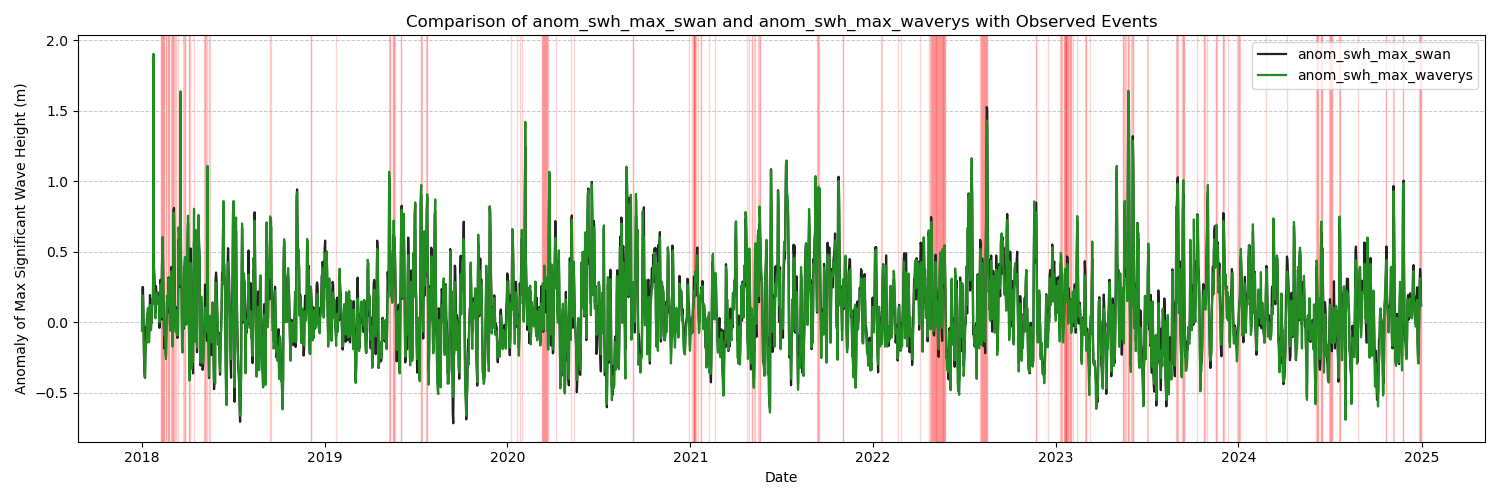 Comparison of anom_swh_max_swan and anom_swh_max_waverys with Observed Events
anom_swh_max_swan
anom_swh_max_waverys
Anomaly of Max Significant Wave Height (m)
2.0
1.5
1.0
0.5
0.0
−0.5
2018
2019
2020
2021
2022
2023
2024
2025
Date